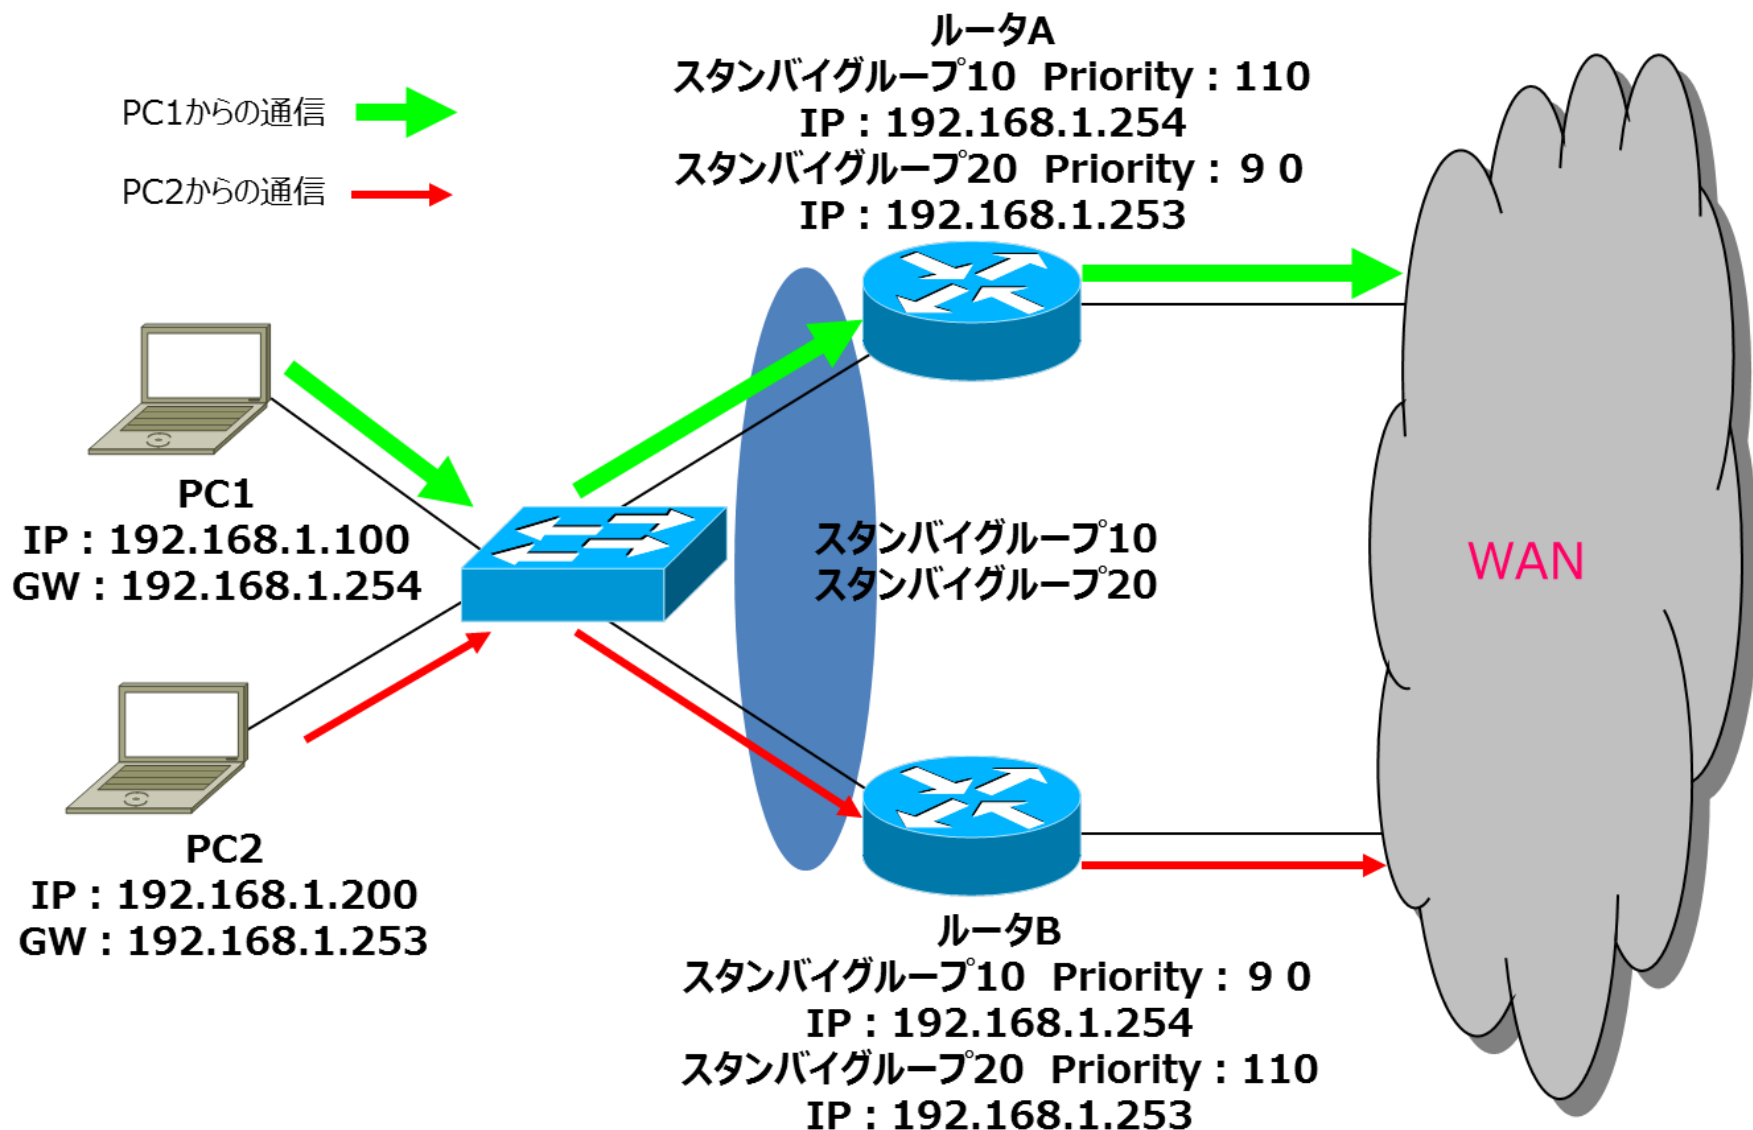 ルータA
スタンバイグループ10 Priority：110
IP：192.168.1.254
スタンバイグループ20 Priority：９０
IP：192.168.1.253
PC1からの通信
PC2からの通信
PC1
IP：192.168.1.100
GW：192.168.1.254
スタンバイグループ10
スタンバイグループ20
WAN
PC2
IP：192.168.1.200
GW：192.168.1.253
ルータB
スタンバイグループ10 Priority：９０
IP：192.168.1.254
スタンバイグループ20 Priority：110
IP：192.168.1.253